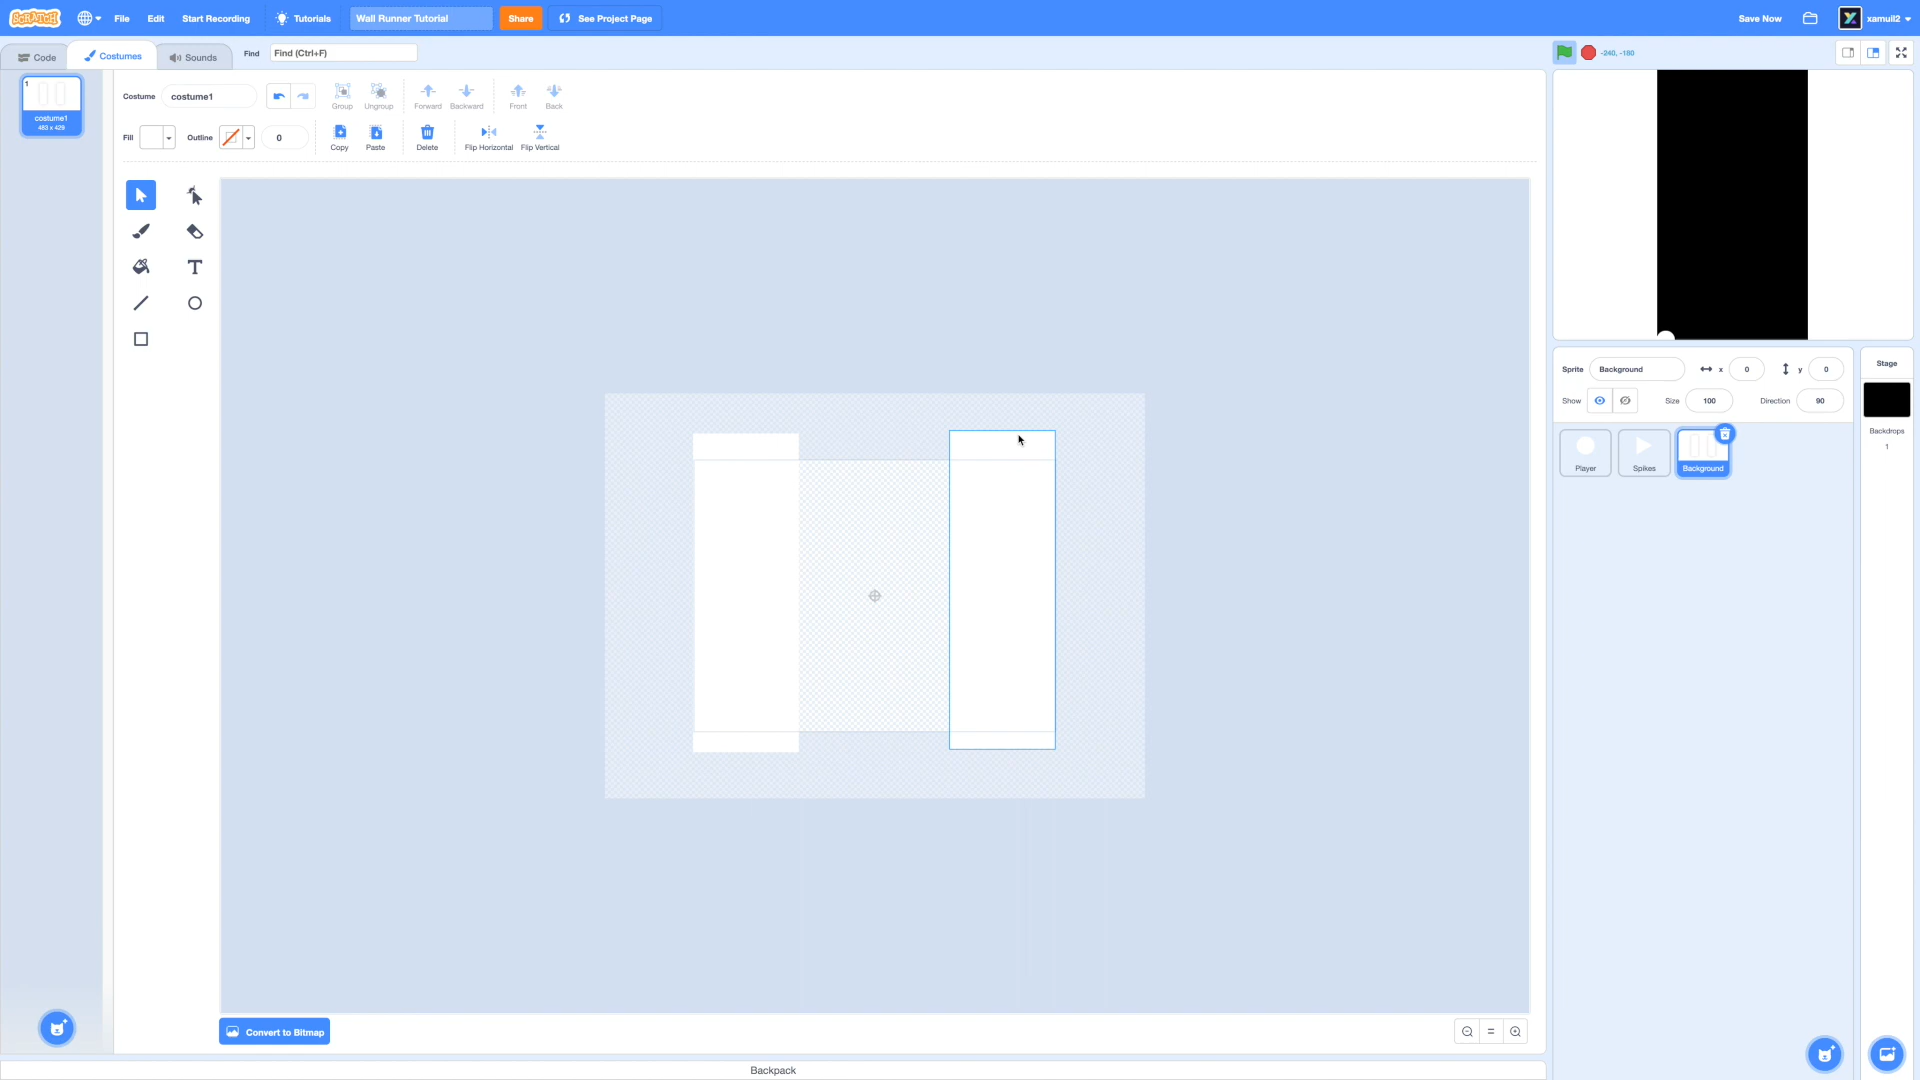 SCRATCH File Edit Start Recording Tutorials Wall Runner Tutorial Share See Project Page Save Now xamuil2
Code Costumes Sounds Find Find (Ctrl+F) -240, -180
1
costume1
483 x 429
Costume costume1 Group Ungroup Forward Backward Front Back
Fill Outline 0 Copy Paste Delete Flip Horizontal Flip Vertical
T
Sprite Background x 0 y 0
Show Size 100 Direction 90
Player Spikes Background
Stage
Backdrops
1
Convert to Bitmap
Backpack